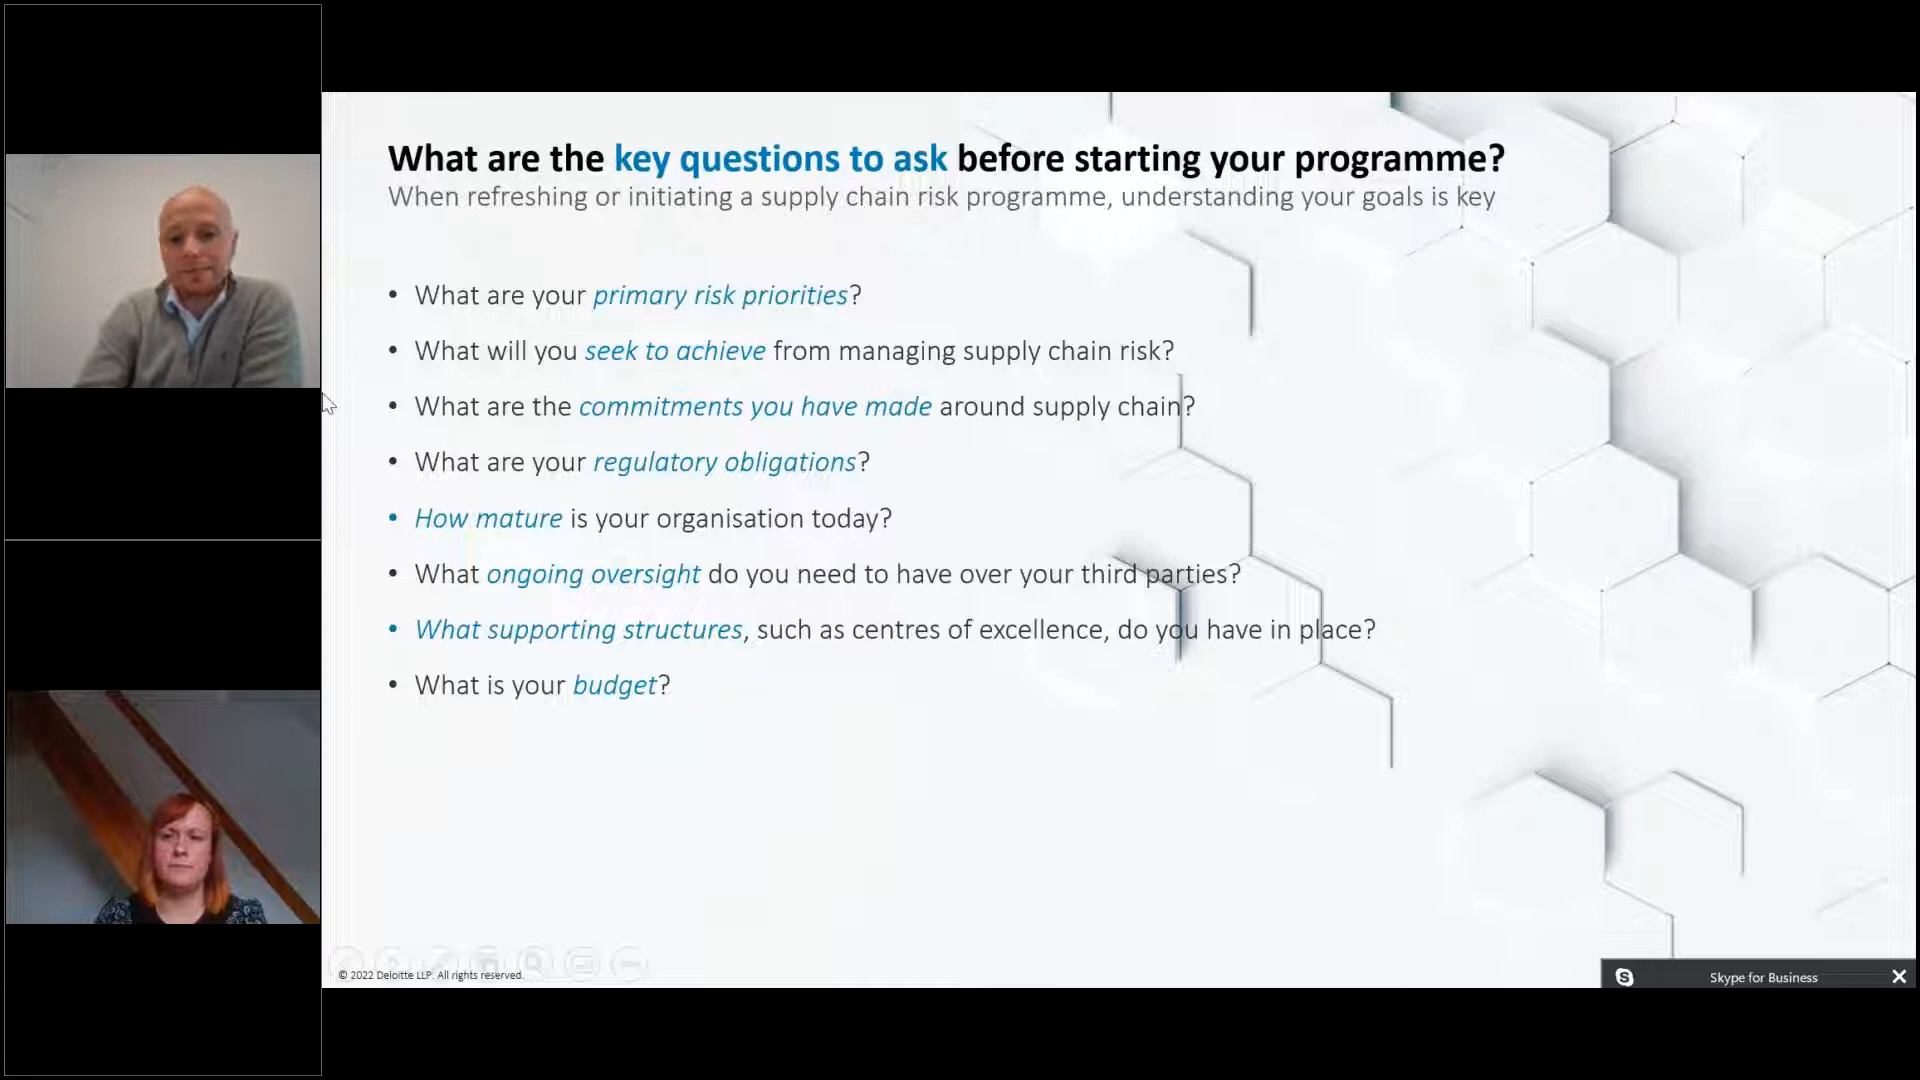 What are the key questions to ask before starting your programme?
When refreshing or initiating a supply chain risk programme, understanding your goals is key
• What are your primary risk priorities?
• What will you seek to achieve from managing supply chain risk?
• What are the commitments you have made around supply chain?
• What are your regulatory obligations?
• How mature is your organisation today?
• What ongoing oversight do you need to have over your third parties?
• What supporting structures, such as centres of excellence, do you have in place?
• What is your budget?
© 2022 Deloitte LLP. All rights reserved.
Skype for Business